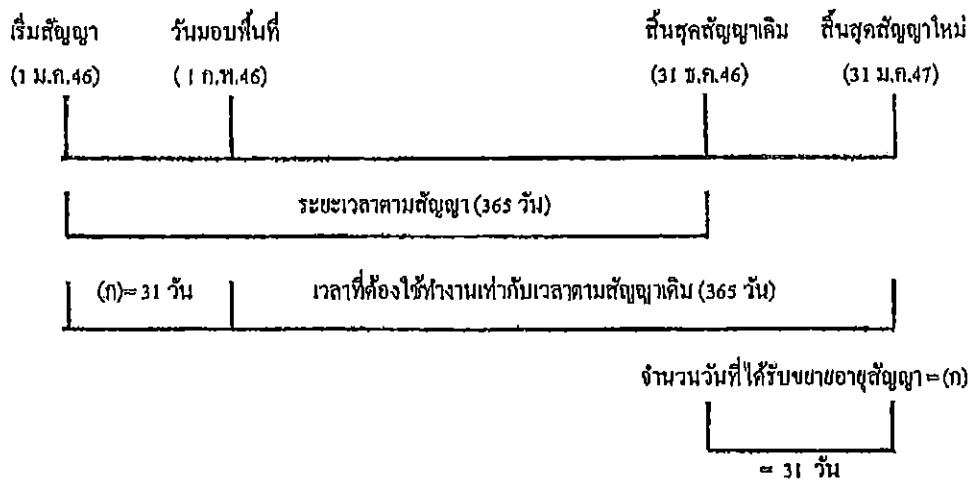 เริ่มสัญญา วันมอบพื้นที่ สิ้นสุดสัญญาเดิม สิ้นสุดสัญญาใหม่
(1 ม.ค.46) (1 ก.พ.46) (31 ธ.ค.46) (31 ม.ค.47)
ระยะเวลาตามสัญญา (365 วัน)
(ก)= 31 วัน เวลาที่ต้องใช้ทำงานเท่ากับเวลาตามสัญญาเดิม (365 วัน)
จำนวนวันที่ได้รับขยายอายุสัญญา = (ก)
= 31 วัน